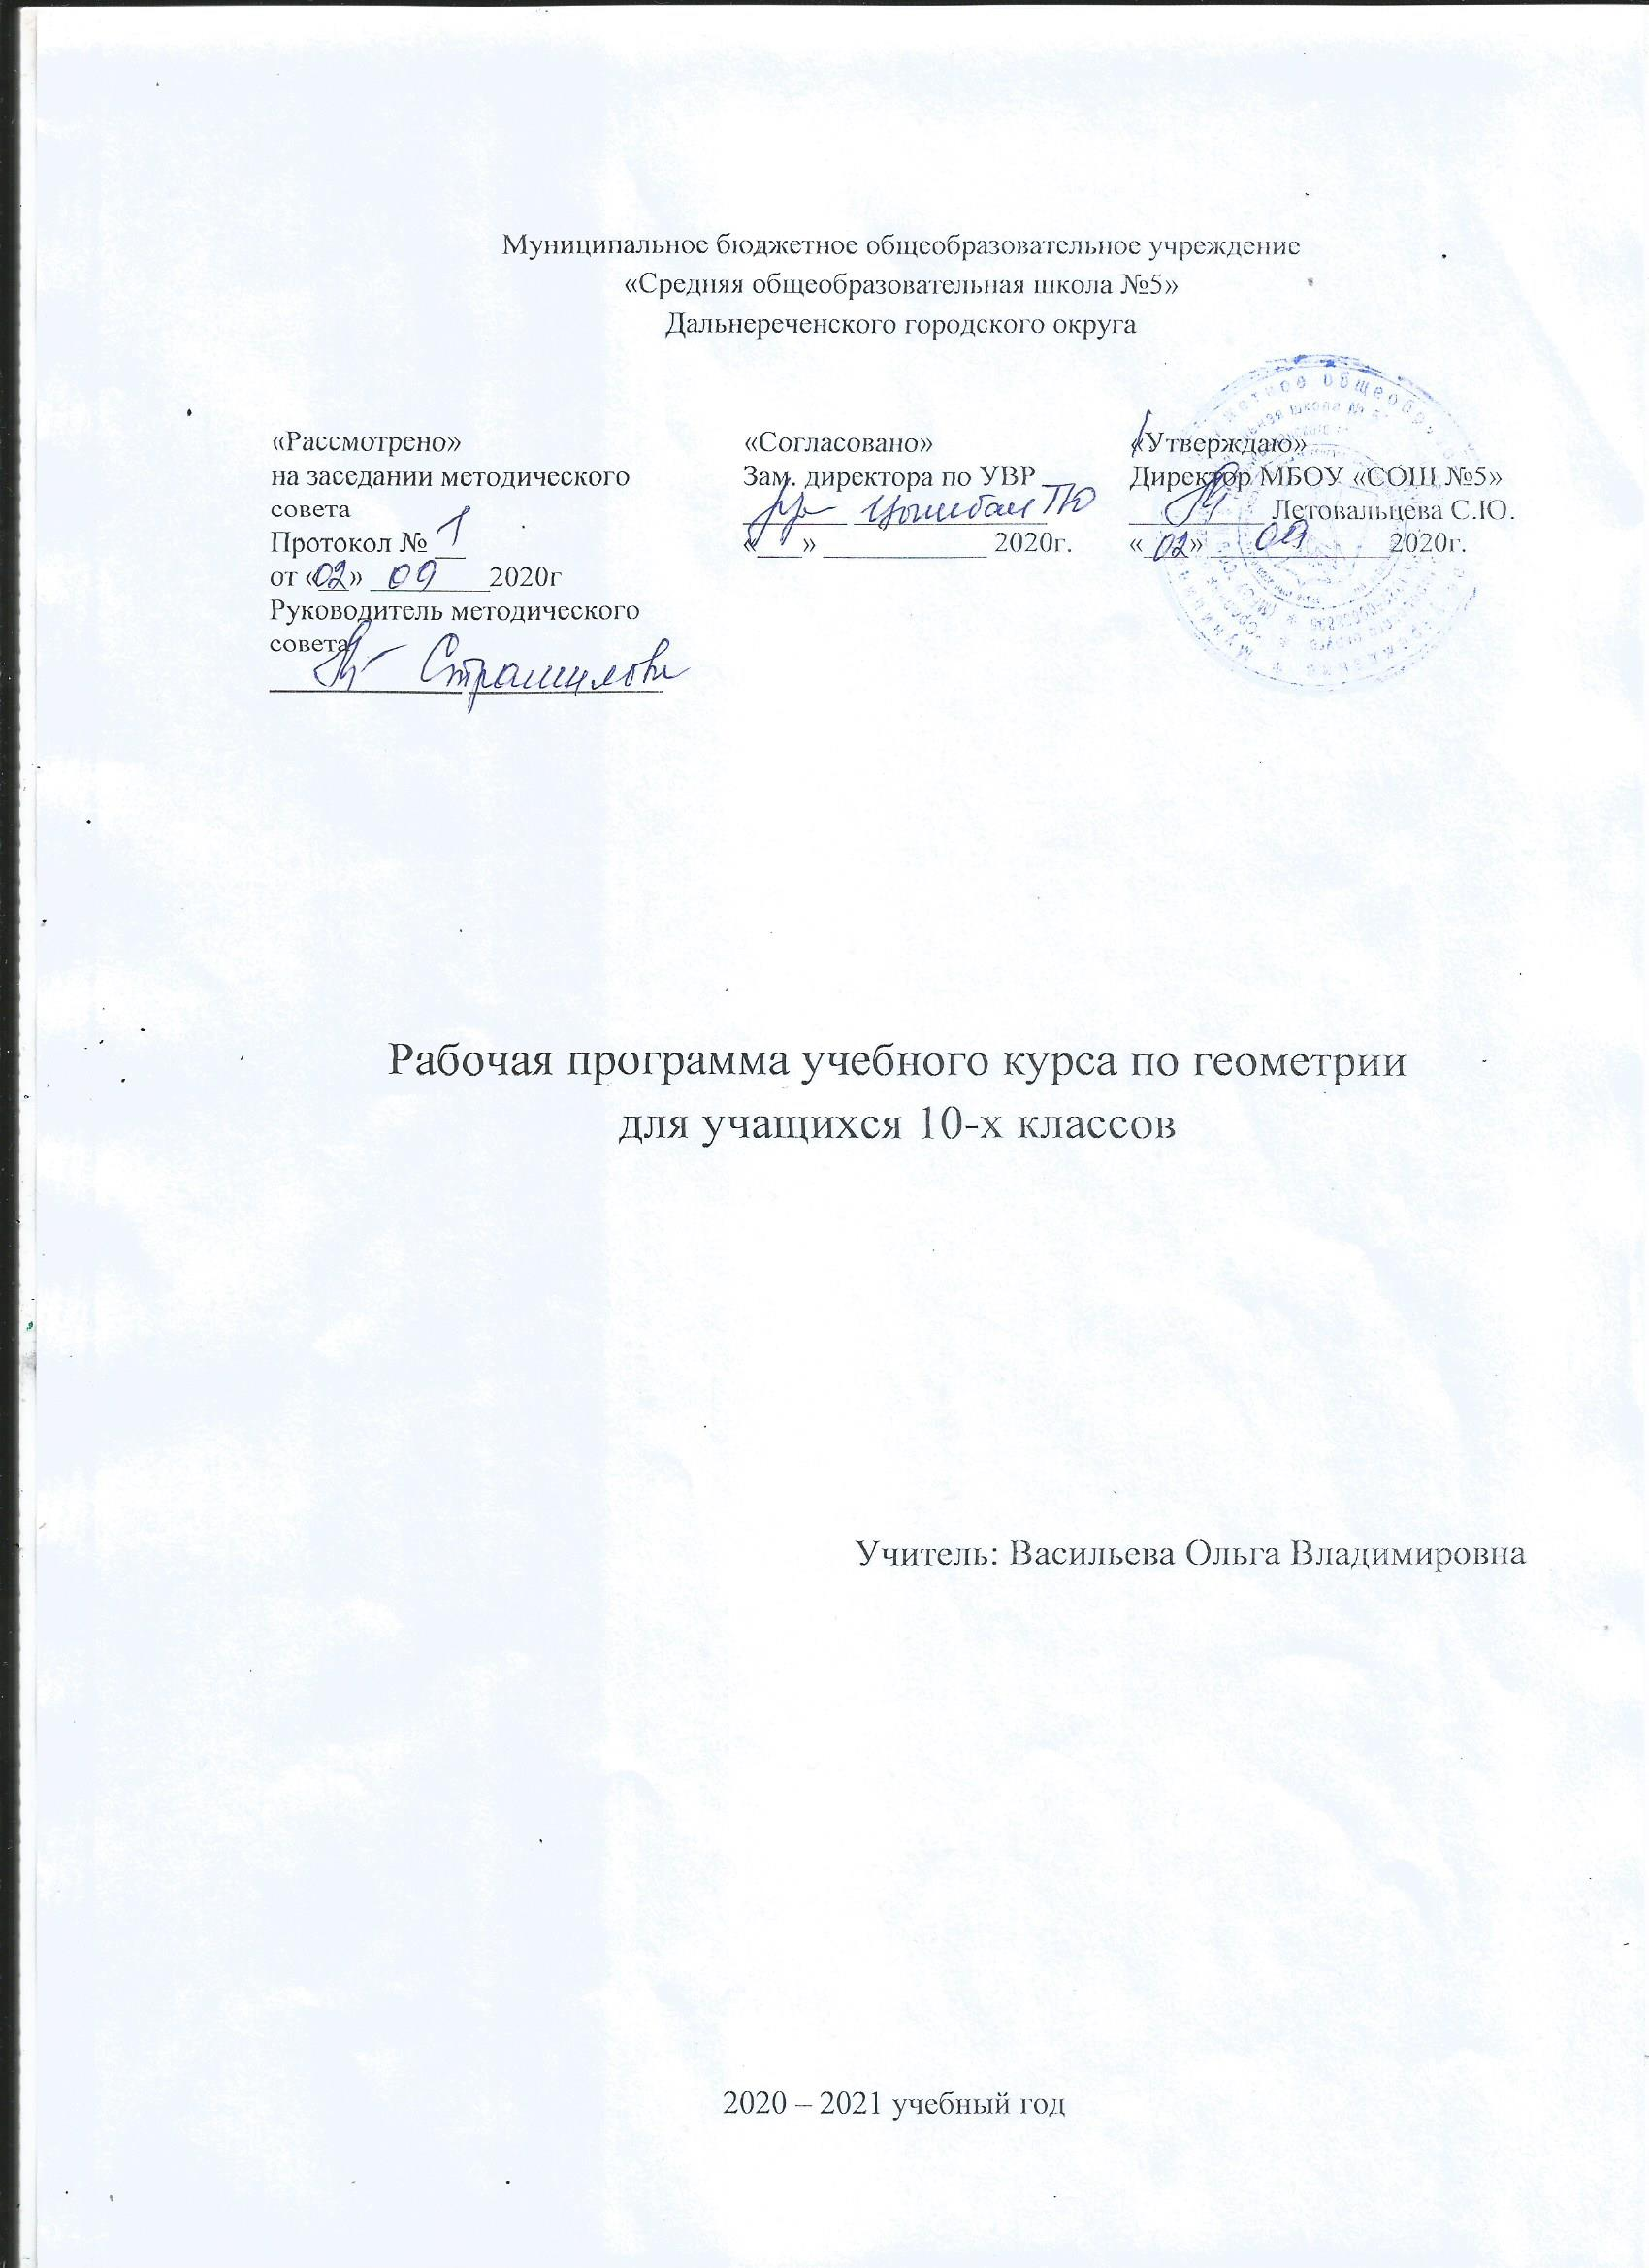 Муниципальное бюджетное общеобразовательное учреждение
«Средняя общеобразовательная школа №5»
Дальнереченского городского округа
«Рассмотрено»
на заседании методического
совета
Протокол № 1
от «02» 09 2020г
Руководитель методического
совета
«Согласовано»
Зам. директора по УВР
«___» ____________ 2020г.
«Утверждаю»
Директор МБОУ «СОШ №5»
__________ Летовальцева С.Ю.
«02» 09 2020г.
Рабочая программа учебного курса по геометрии
для учащихся 10-х классов
Учитель: Васильева Ольга Владимировна
2020 – 2021 учебный год